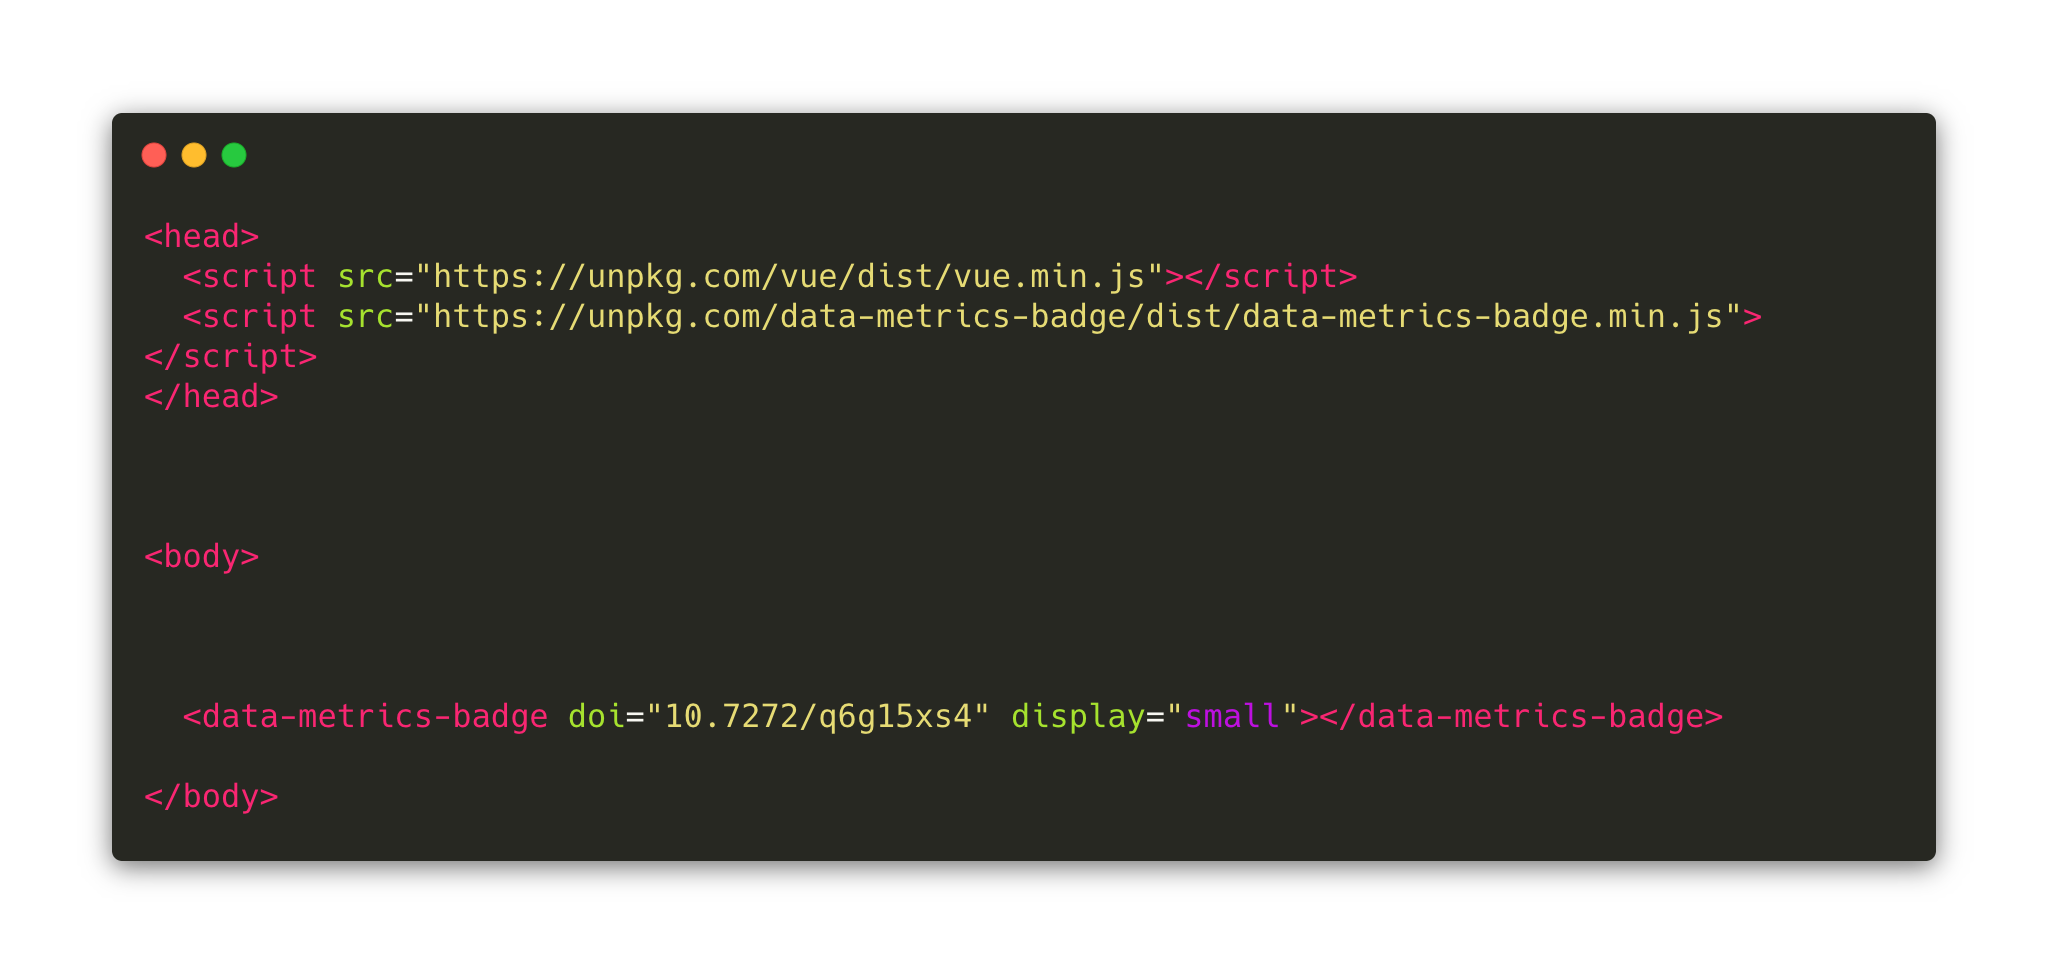 <head>
  <script src="https://unpkg.com/vue/dist/vue.min.js"></script>
  <script src="https://unpkg.com/data-metrics-badge/dist/data-metrics-badge.min.js">
</script>
</head>
<body>
  <data-metrics-badge doi="10.7272/q6g15xs4" display="small"></data-metrics-badge>
</body>